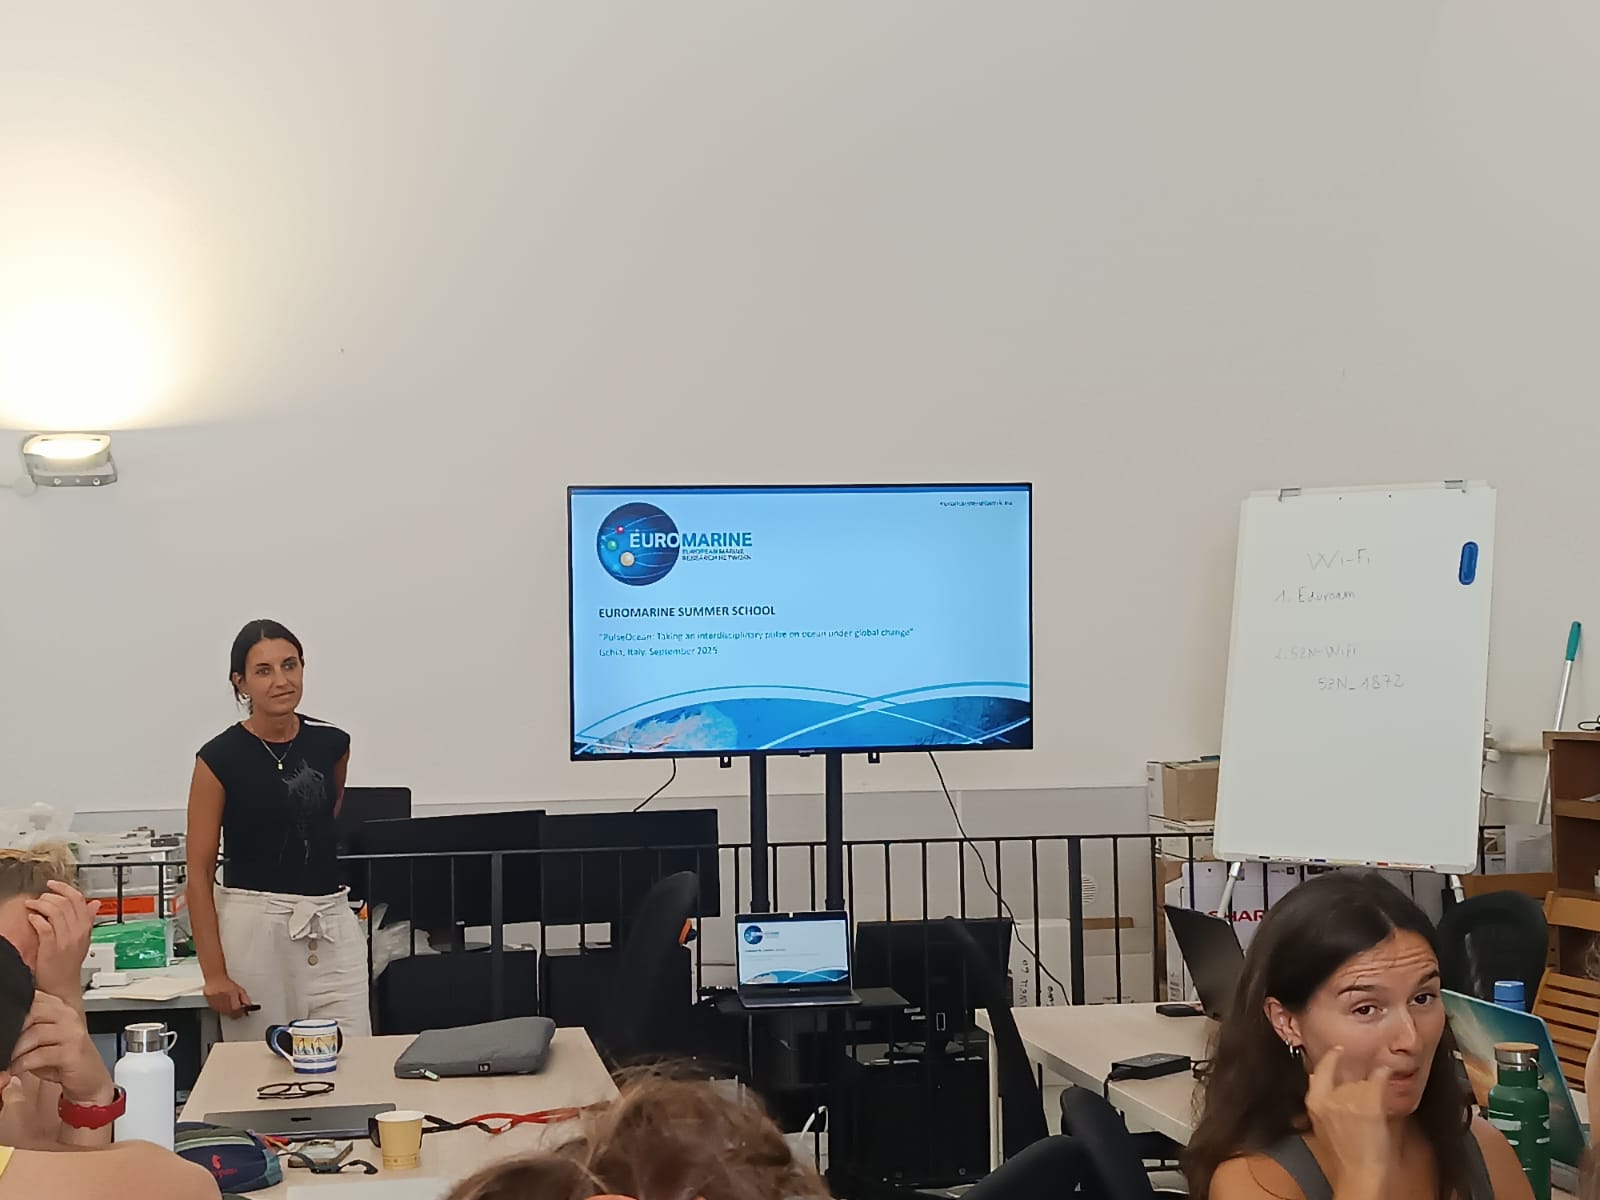 EUROMARINE
EUROPEAN MARINE
RESEARCH NETWORK
EUROMARINE SUMMER SCHOOL
"PulseOcean: Taking an interdisciplinary pulse on ocean under global change"
Ischia, Italy, September 2025
Wi-Fi
1. Eduroam
2. SZN-WiFi
SZN_1872
SHAR